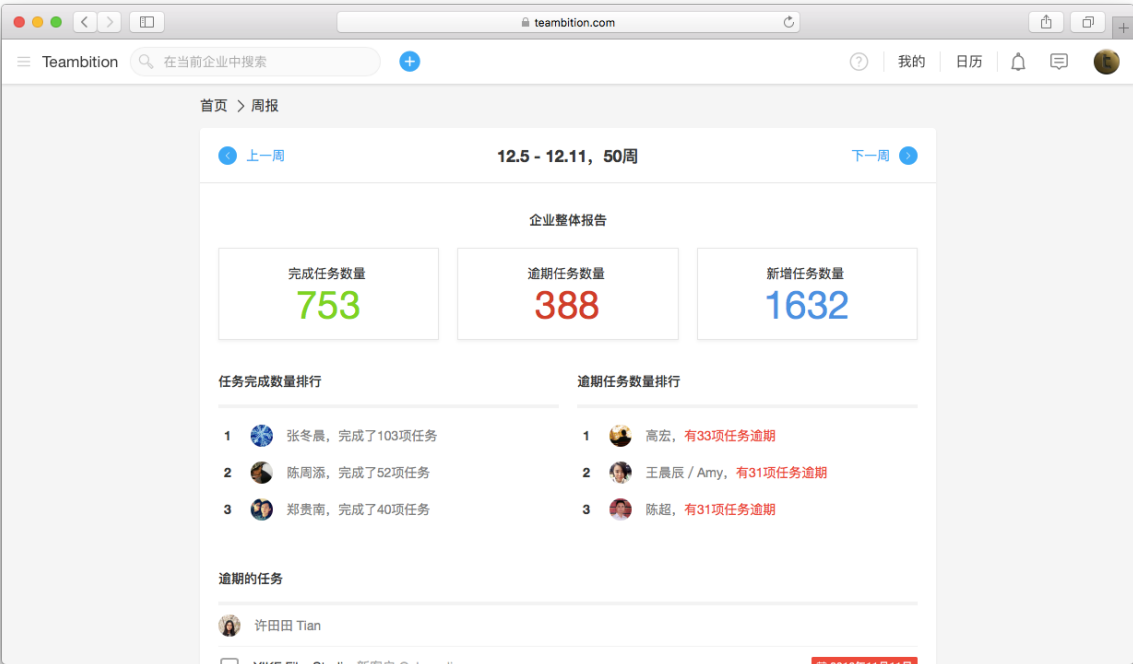 teambition.com
Teambition 在当前企业中搜索 我的 日历
首页 > 周报
上一周 12.5 - 12.11，50周 下一周
企业整体报告
完成任务数量 逾期任务数量 新增任务数量
753 388 1632
任务完成数量排行 逾期任务数量排行
1 张冬晨，完成了103项任务 1 高宏，有33项任务逾期
2 陈周添，完成了52项任务 2 王晨辰 / Amy，有31项任务逾期
3 郑贵南，完成了40项任务 3 陈超，有31项任务逾期
逾期的任务
许田田 Tian